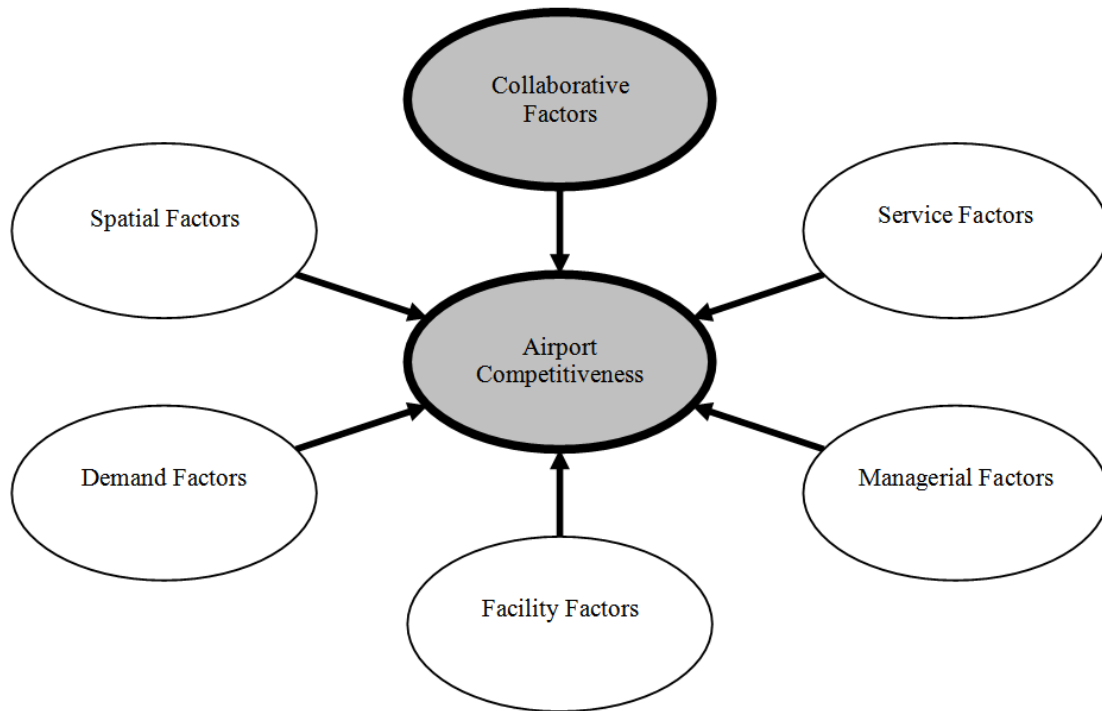 Collaborative
Factors
Spatial Factors
Service Factors
Airport
Competitiveness
Demand Factors
Managerial Factors
Facility Factors